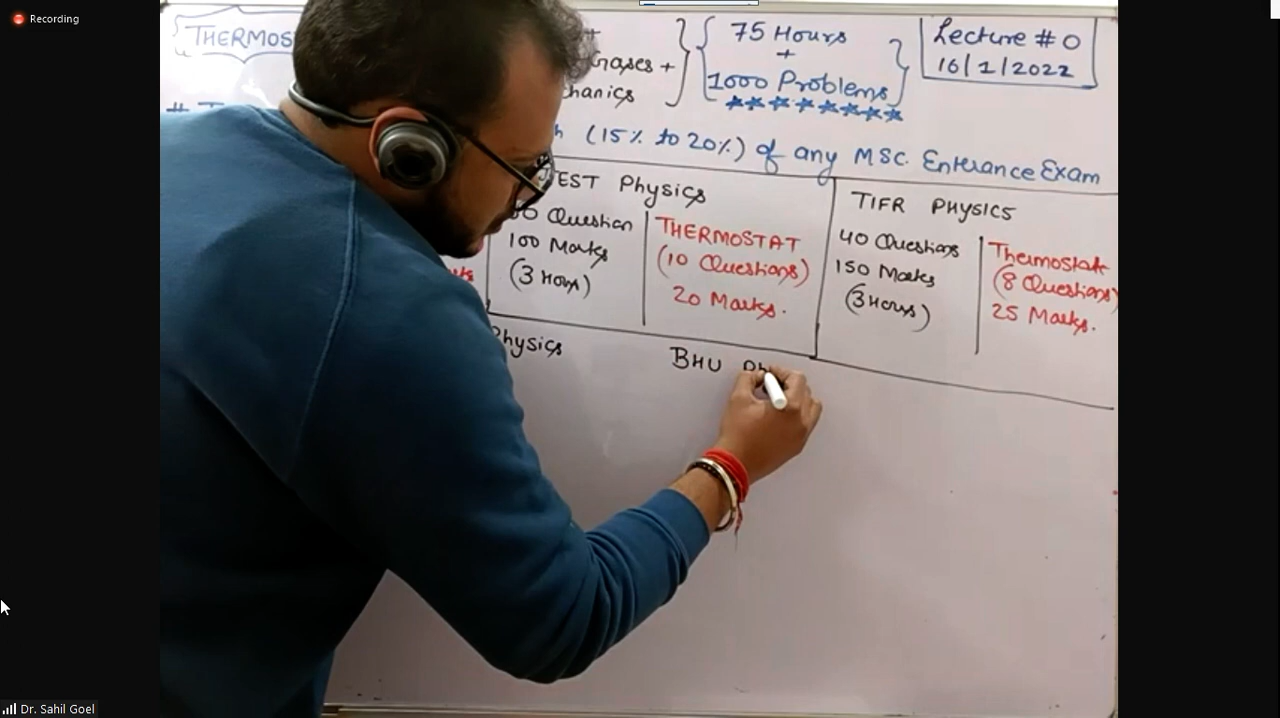 Recording
THERMOS
75 Hours
+
Gases +
1000 Problems
chanics
Lecture # 0
16/1/2022
(15% to 20%) of any MSC. Entrance Exam
EST Physics
Question
100 Marks
(3 Hours)
THERMOSTAT
(10 Questions)
20 Marks.
TIFR PHYSICS
40 Questions
150 Marks
(3 Hours)
Thermostat
(8 Questions)
25 Marks.
Physics
BHU Ph
Dr. Sahil Goel